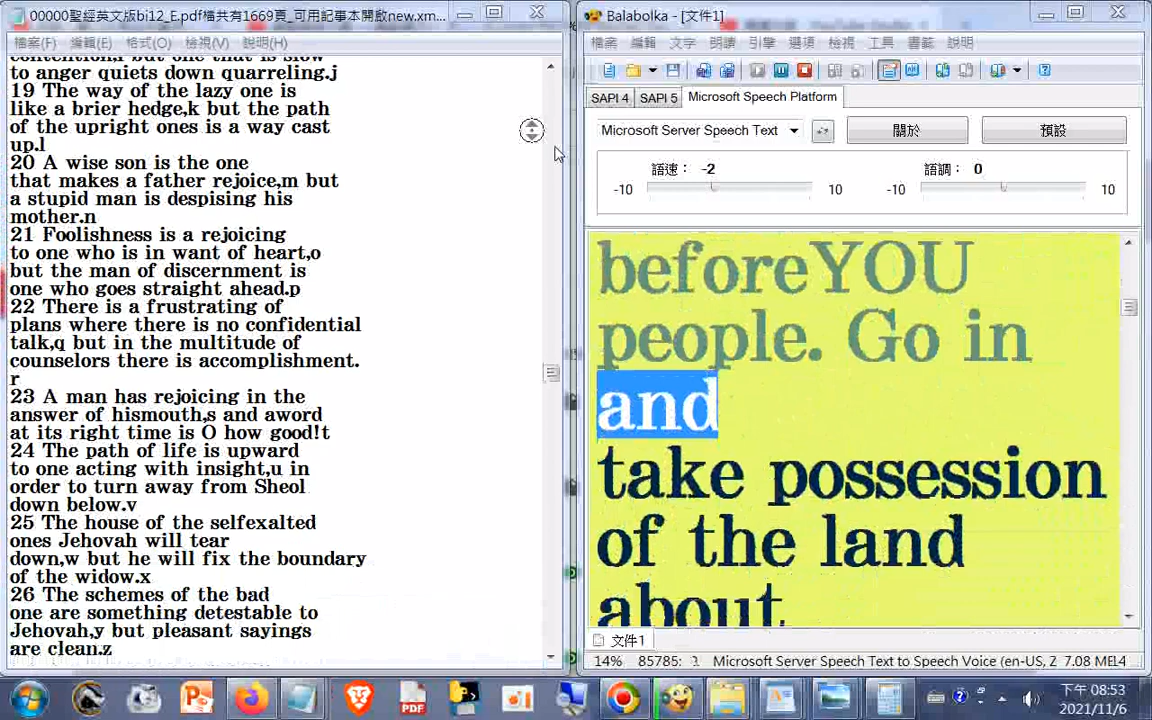 00000聖經英文版bi12_E.pdf檔共有1669頁_可用記事本開啟new.xm...
檔案(F) 編輯(E) 格式(O) 檢視(V) 說明(H)
contention,i but one that is slow
to anger quiets down quarreling.j
19 The way of the lazy one is
like a brier hedge,k but the path
of the upright ones is a way cast
up.l
20 A wise son is the one
that makes a father rejoice,m but
a stupid man is despising his
mother.n
21 Foolishness is a rejoicing
to one who is in want of heart,o
but the man of discernment is
one who goes straight ahead.p
22 There is a frustrating of
plans where there is no confidential
talk,q but in the multitude of
counselors there is accomplishment.
r
23 A man has rejoicing in the
answer of hismouth,s and aword
at its right time is O how good!t
24 The path of life is upward
to one acting with insight,u in
order to turn away from Sheol
down below.v
25 The house of the selfexalted
ones Jehovah will tear
down,w but he will fix the boundary
of the widow.x
26 The schemes of the bad
one are something detestable to
Jehovah,y but pleasant sayings
are clean.z
Balabolka - [文件1]
檔案 編輯 文字 朗讀 引擎 選項 檢視 工具 書籤 說明
SAPI 4 SAPI 5 Microsoft Speech Platform
Microsoft Server Speech Text 關於 預設
語速： -2 語調： 0
-10 10 -10 10
beforeYOU
people. Go in
and
take possession
of the land
about
文件1
14% 85785: Microsoft Server Speech Text to Speech Voice (en-US, 2 7.08 ME14
下午 08:53
2021/11/6